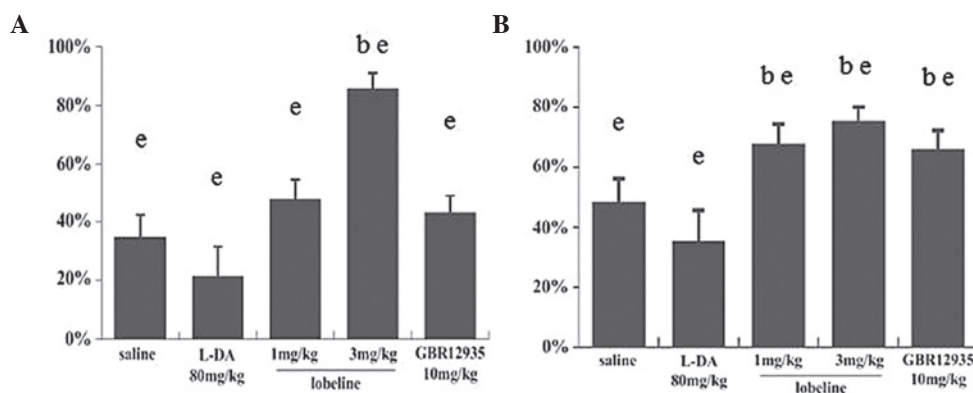 A
100%
80%
60%
40%
20%
0%
e
e
e
b e
e
saline
L-DA
80mg/kg
1mg/kg
3mg/kg
lobeline
GBR12935
10mg/kg
B
100%
80%
60%
40%
20%
0%
e
e
b e
b e
b e
saline
L-DA
80mg/kg
1mg/kg
3mg/kg
lobeline
GBR12935
10mg/kg